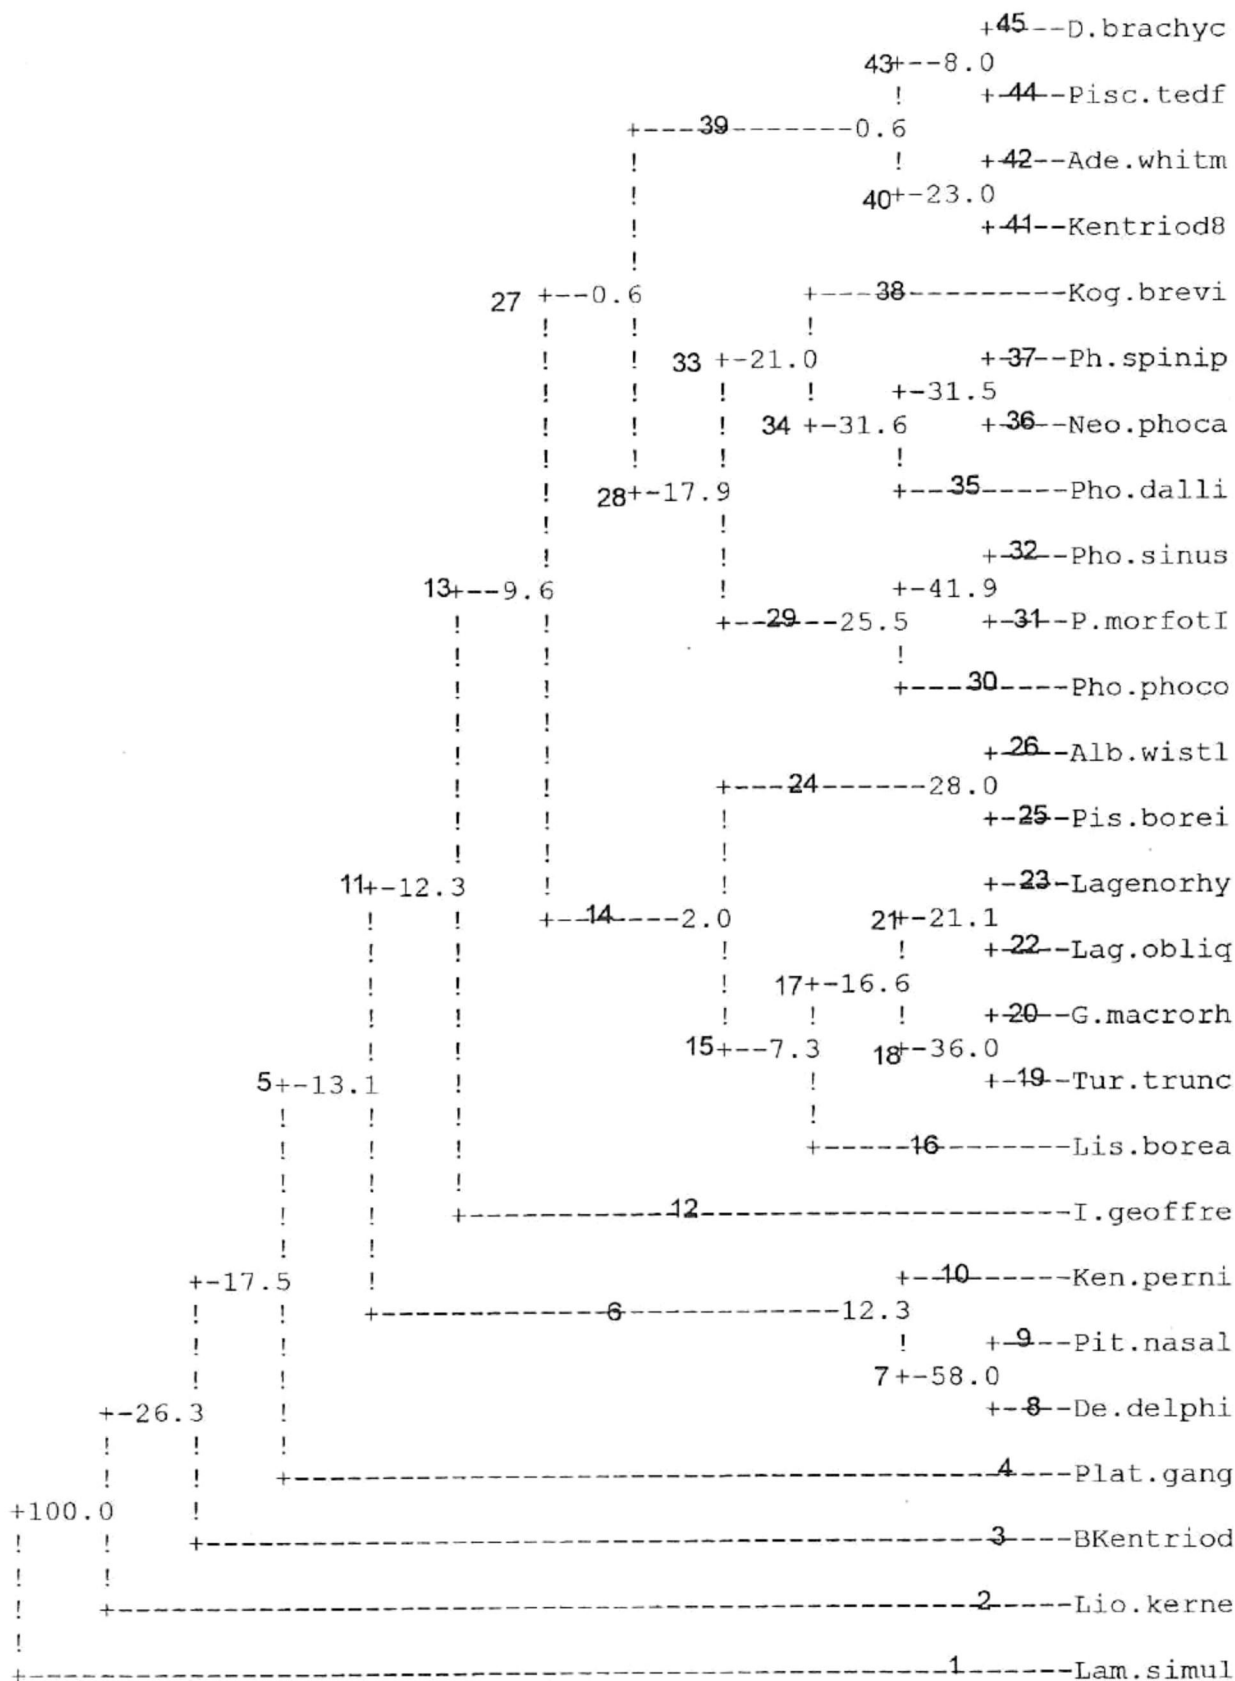 45 D.brachyc
43 8.0
44 Pisc.tedf
39 0.6
42 Ade.whitm
40 23.0
41 Kentriod8
27 0.6 38 Kog.brevi
33 21.0 37 Ph.spinip
31.5
34 31.6 36 Neo.phoca
28 17.9 35 Pho.dalli
32 Pho.sinus
13 9.6 41.9
29 25.5 31 P.morfotI
30 Pho.phoco
26 Alb.wistl
24 28.0
25 Pis.borei
11 12.3 23 Lagenorhy
14 2.0 21 21.1
22 Lag.obliq
17 16.6
20 G.macrorh
15 7.3 18 36.0
5 13.1 19 Tur.trunc
16 Lis.borea
12 I.geoffre
17.5 10 Ken.perni
6 12.3
9 Pit.nasal
7 58.0
26.3 8 De.delphi
4 Plat.gang
100.0
3 BKentriod
2 Lio.kerne
1 Lam.simul